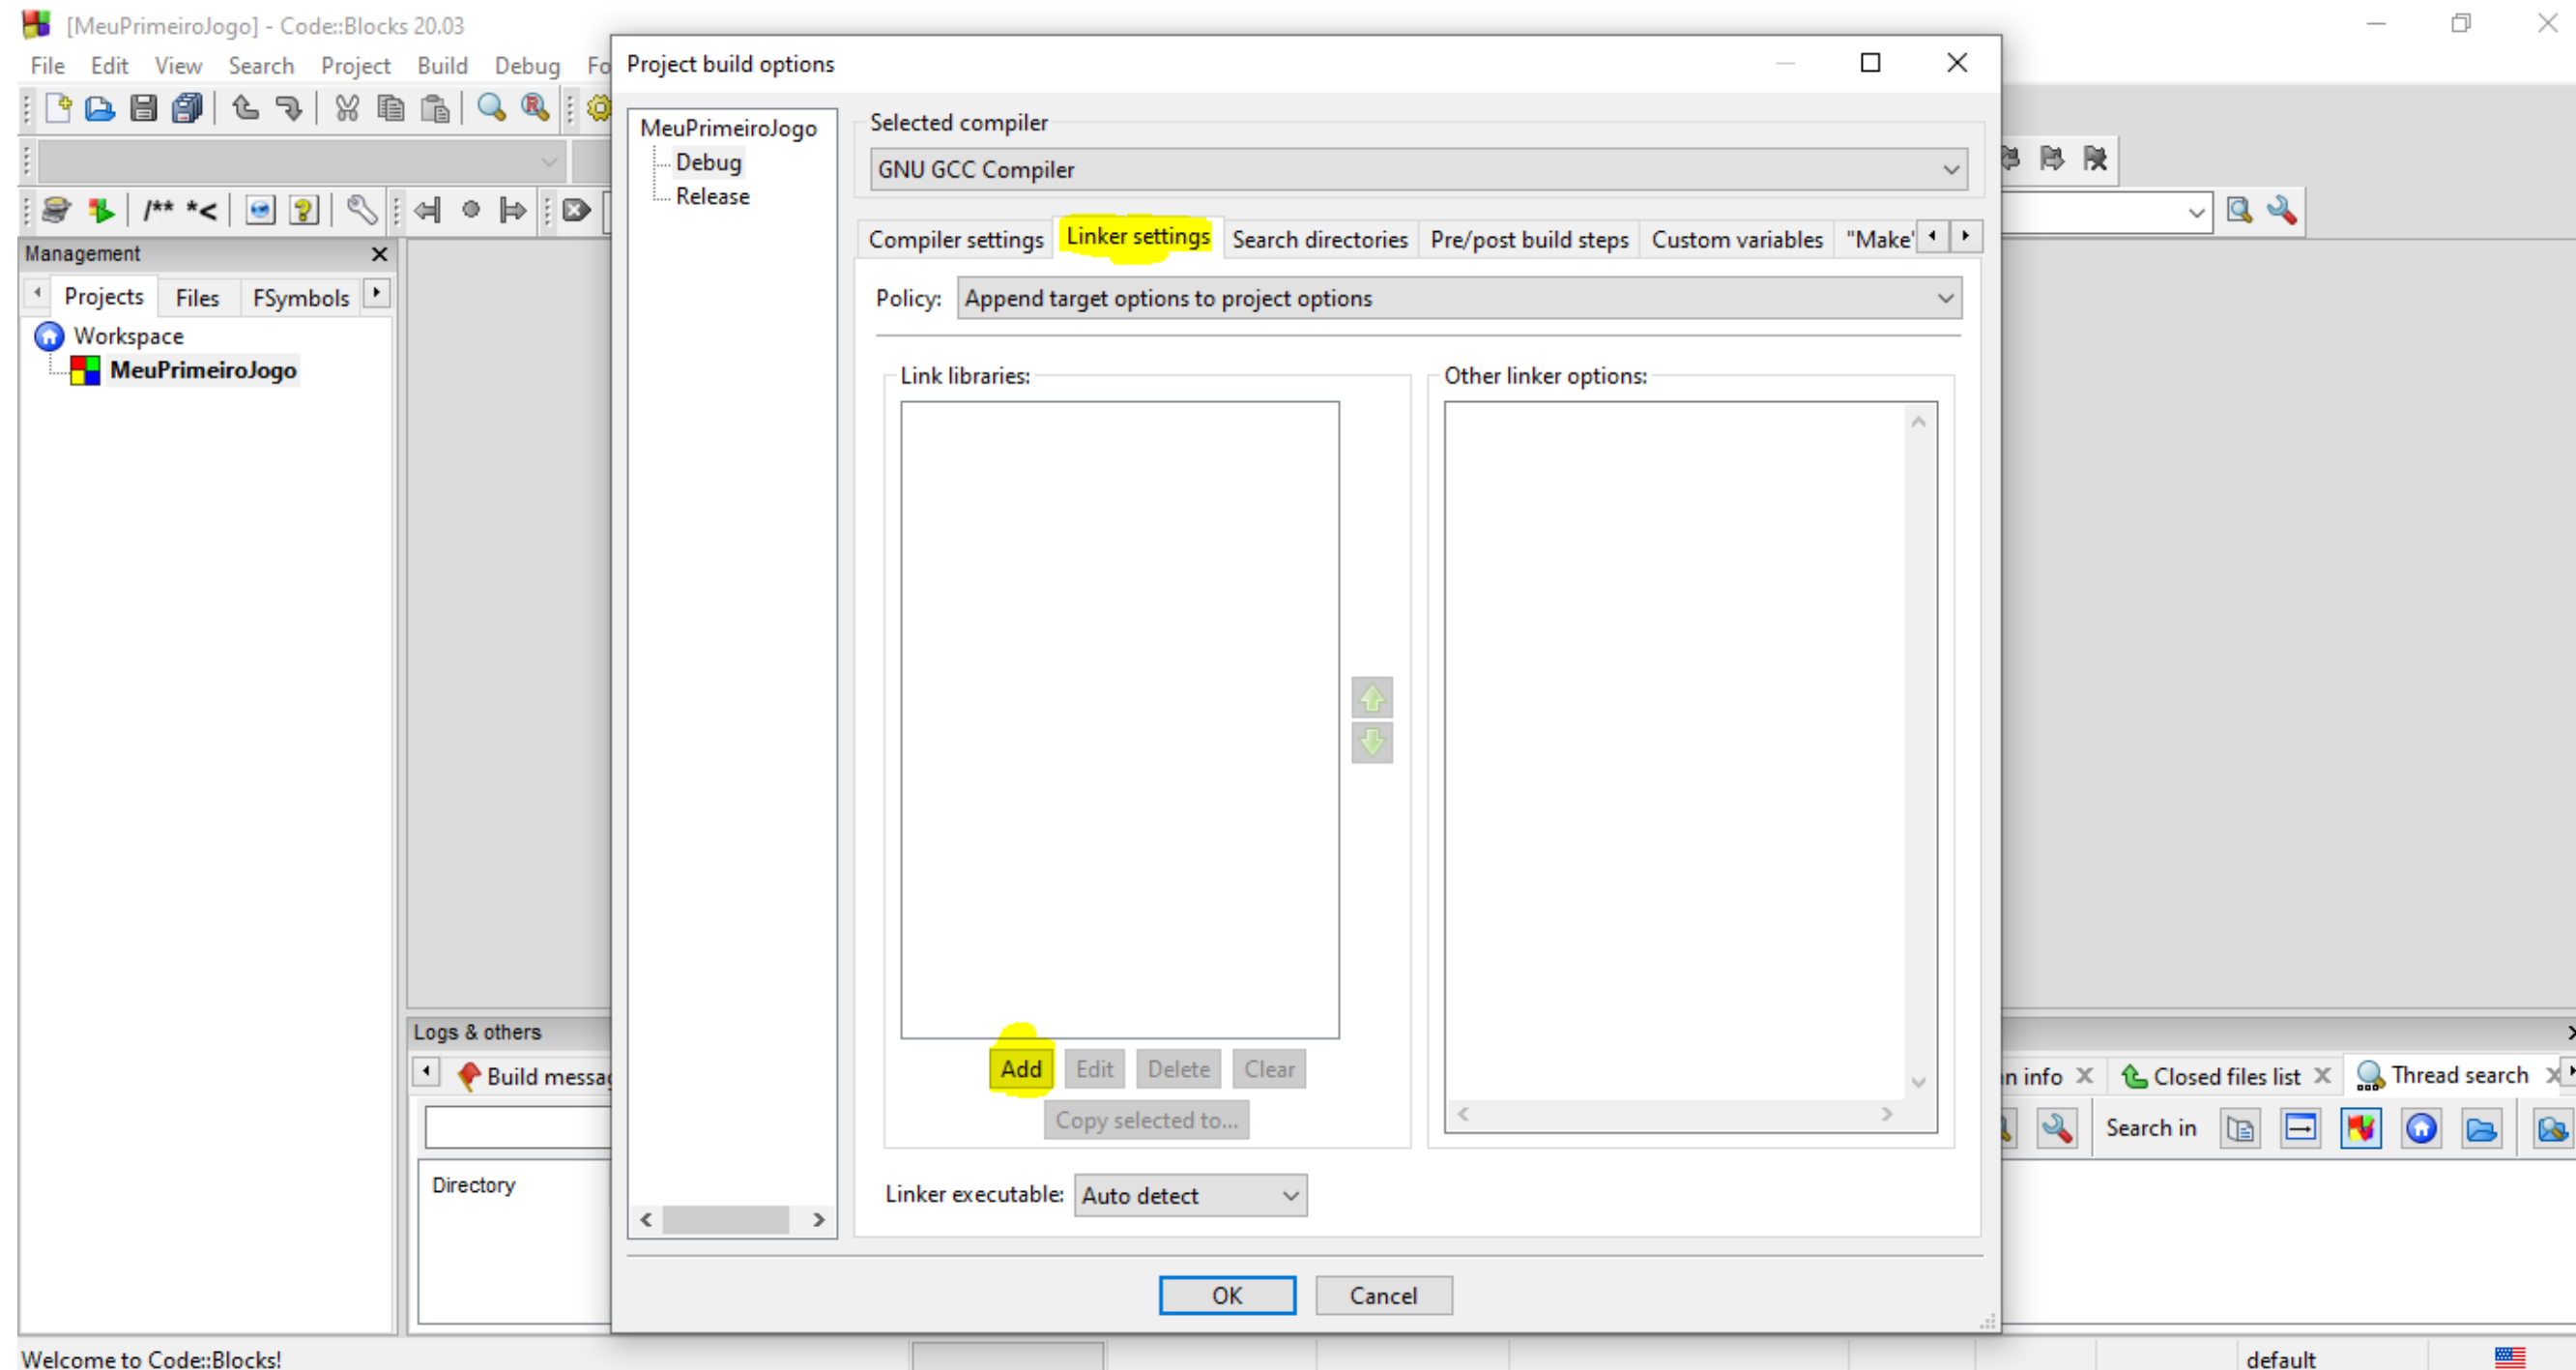 [MeuPrimeiroJogo] - Code::Blocks 20.03
File Edit View Search Project Build Debug Fo
Project build options
MeuPrimeiroJogo
Debug
Release
Selected compiler
GNU GCC Compiler
/** *<
Compiler settings Linker settings Search directories Pre/post build steps Custom variables "Make"
Management
Projects Files FSymbols
Policy: Append target options to project options
Workspace
MeuPrimeiroJogo
Link libraries:
Other linker options:
Logs & others
Add Edit Delete Clear
Build messag
n info Closed files list Thread search
Copy selected to...
Search in
Directory
Linker executable: Auto detect
OK Cancel
Welcome to Code::Blocks!
default